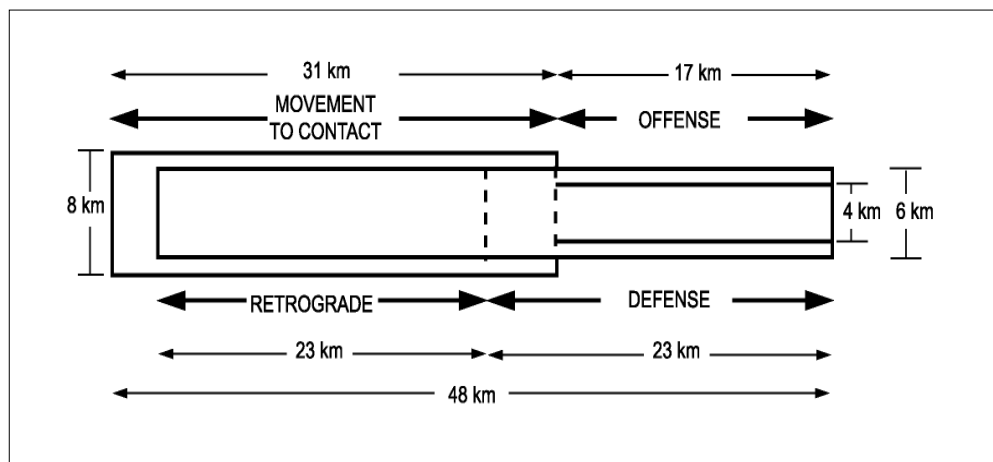 31 km
17 km
MOVEMENT
TO CONTACT
OFFENSE
8 km
4 km
6 km
RETROGRADE
DEFENSE
23 km
23 km
48 km